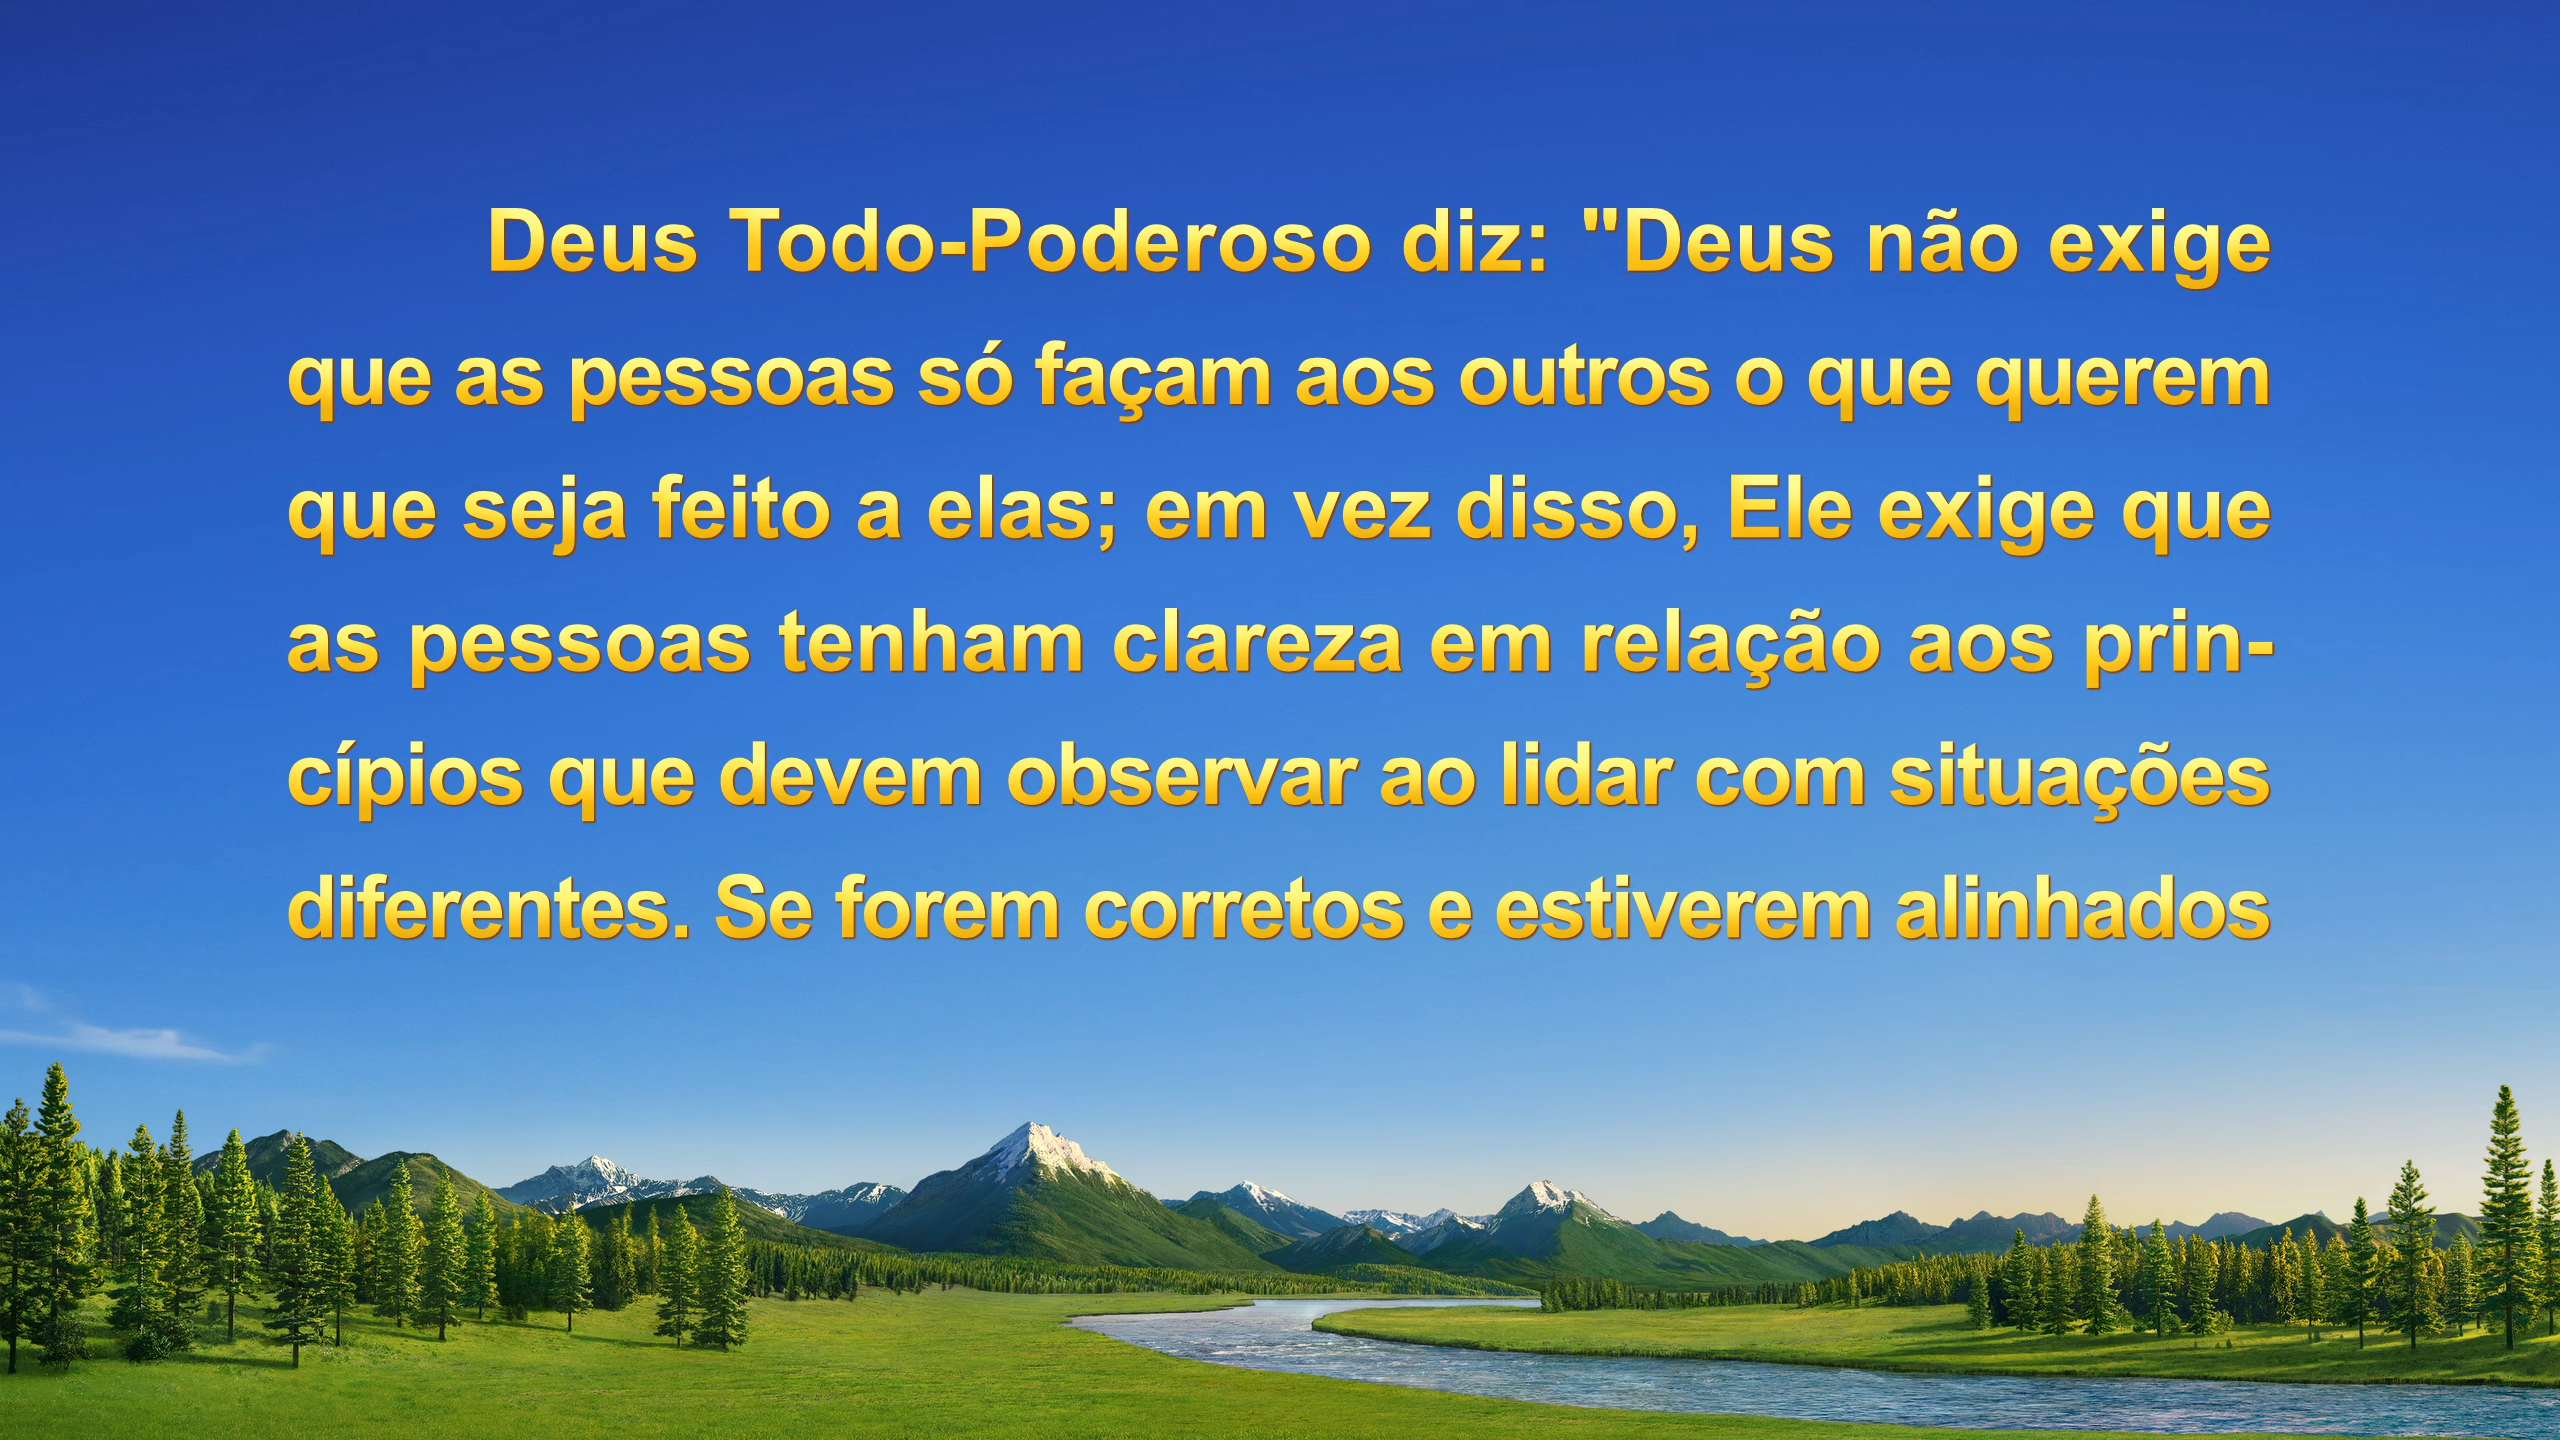 Deus Todo-Poderoso diz: "Deus não exige
que as pessoas só façam aos outros o que querem
que seja feito a elas; em vez disso, Ele exige que
as pessoas tenham clareza em relação aos prin-
cípios que devem observar ao lidar com situações
diferentes. Se forem corretos e estiverem alinhados